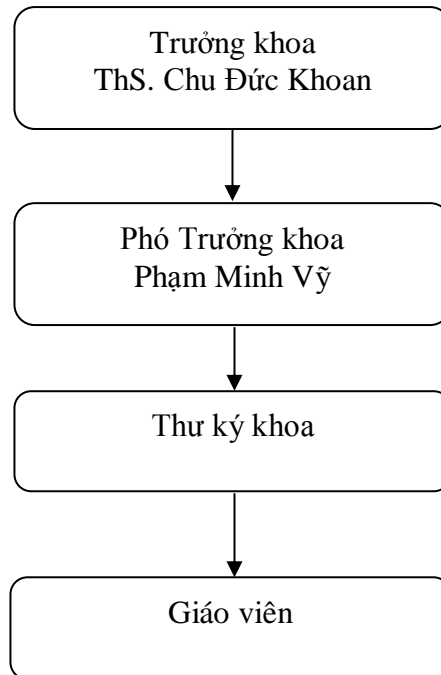 Trưởng khoa
ThS. Chu Đức Khoan
Phó Trưởng khoa
Phạm Minh Vỹ
Thư ký khoa
Giáo viên